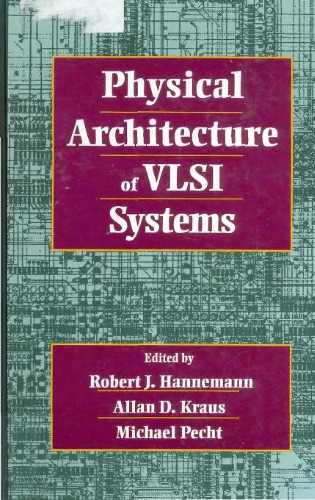 Physical
Architecture
of VLSI
Systems
Edited by
Robert J. Hannemann
Allan D. Kraus
Michael Pecht